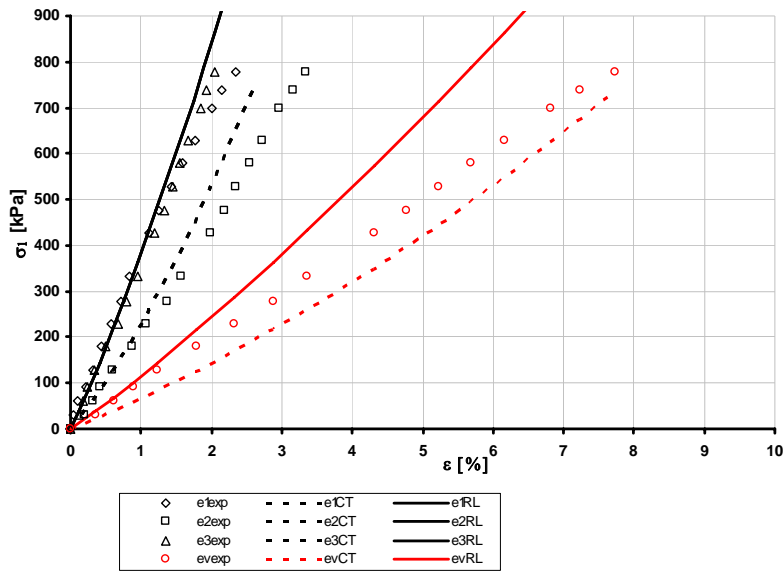 900
800
700
600
500
400
300
200
100
0
σ1 [kPa]
0 1 2 3 4 5 6 7 8 9 10
ε [%]
e1exp e1CT e1RL
e2exp e2CT e2RL
e3exp e3CT e3RL
evexp evCT evRL